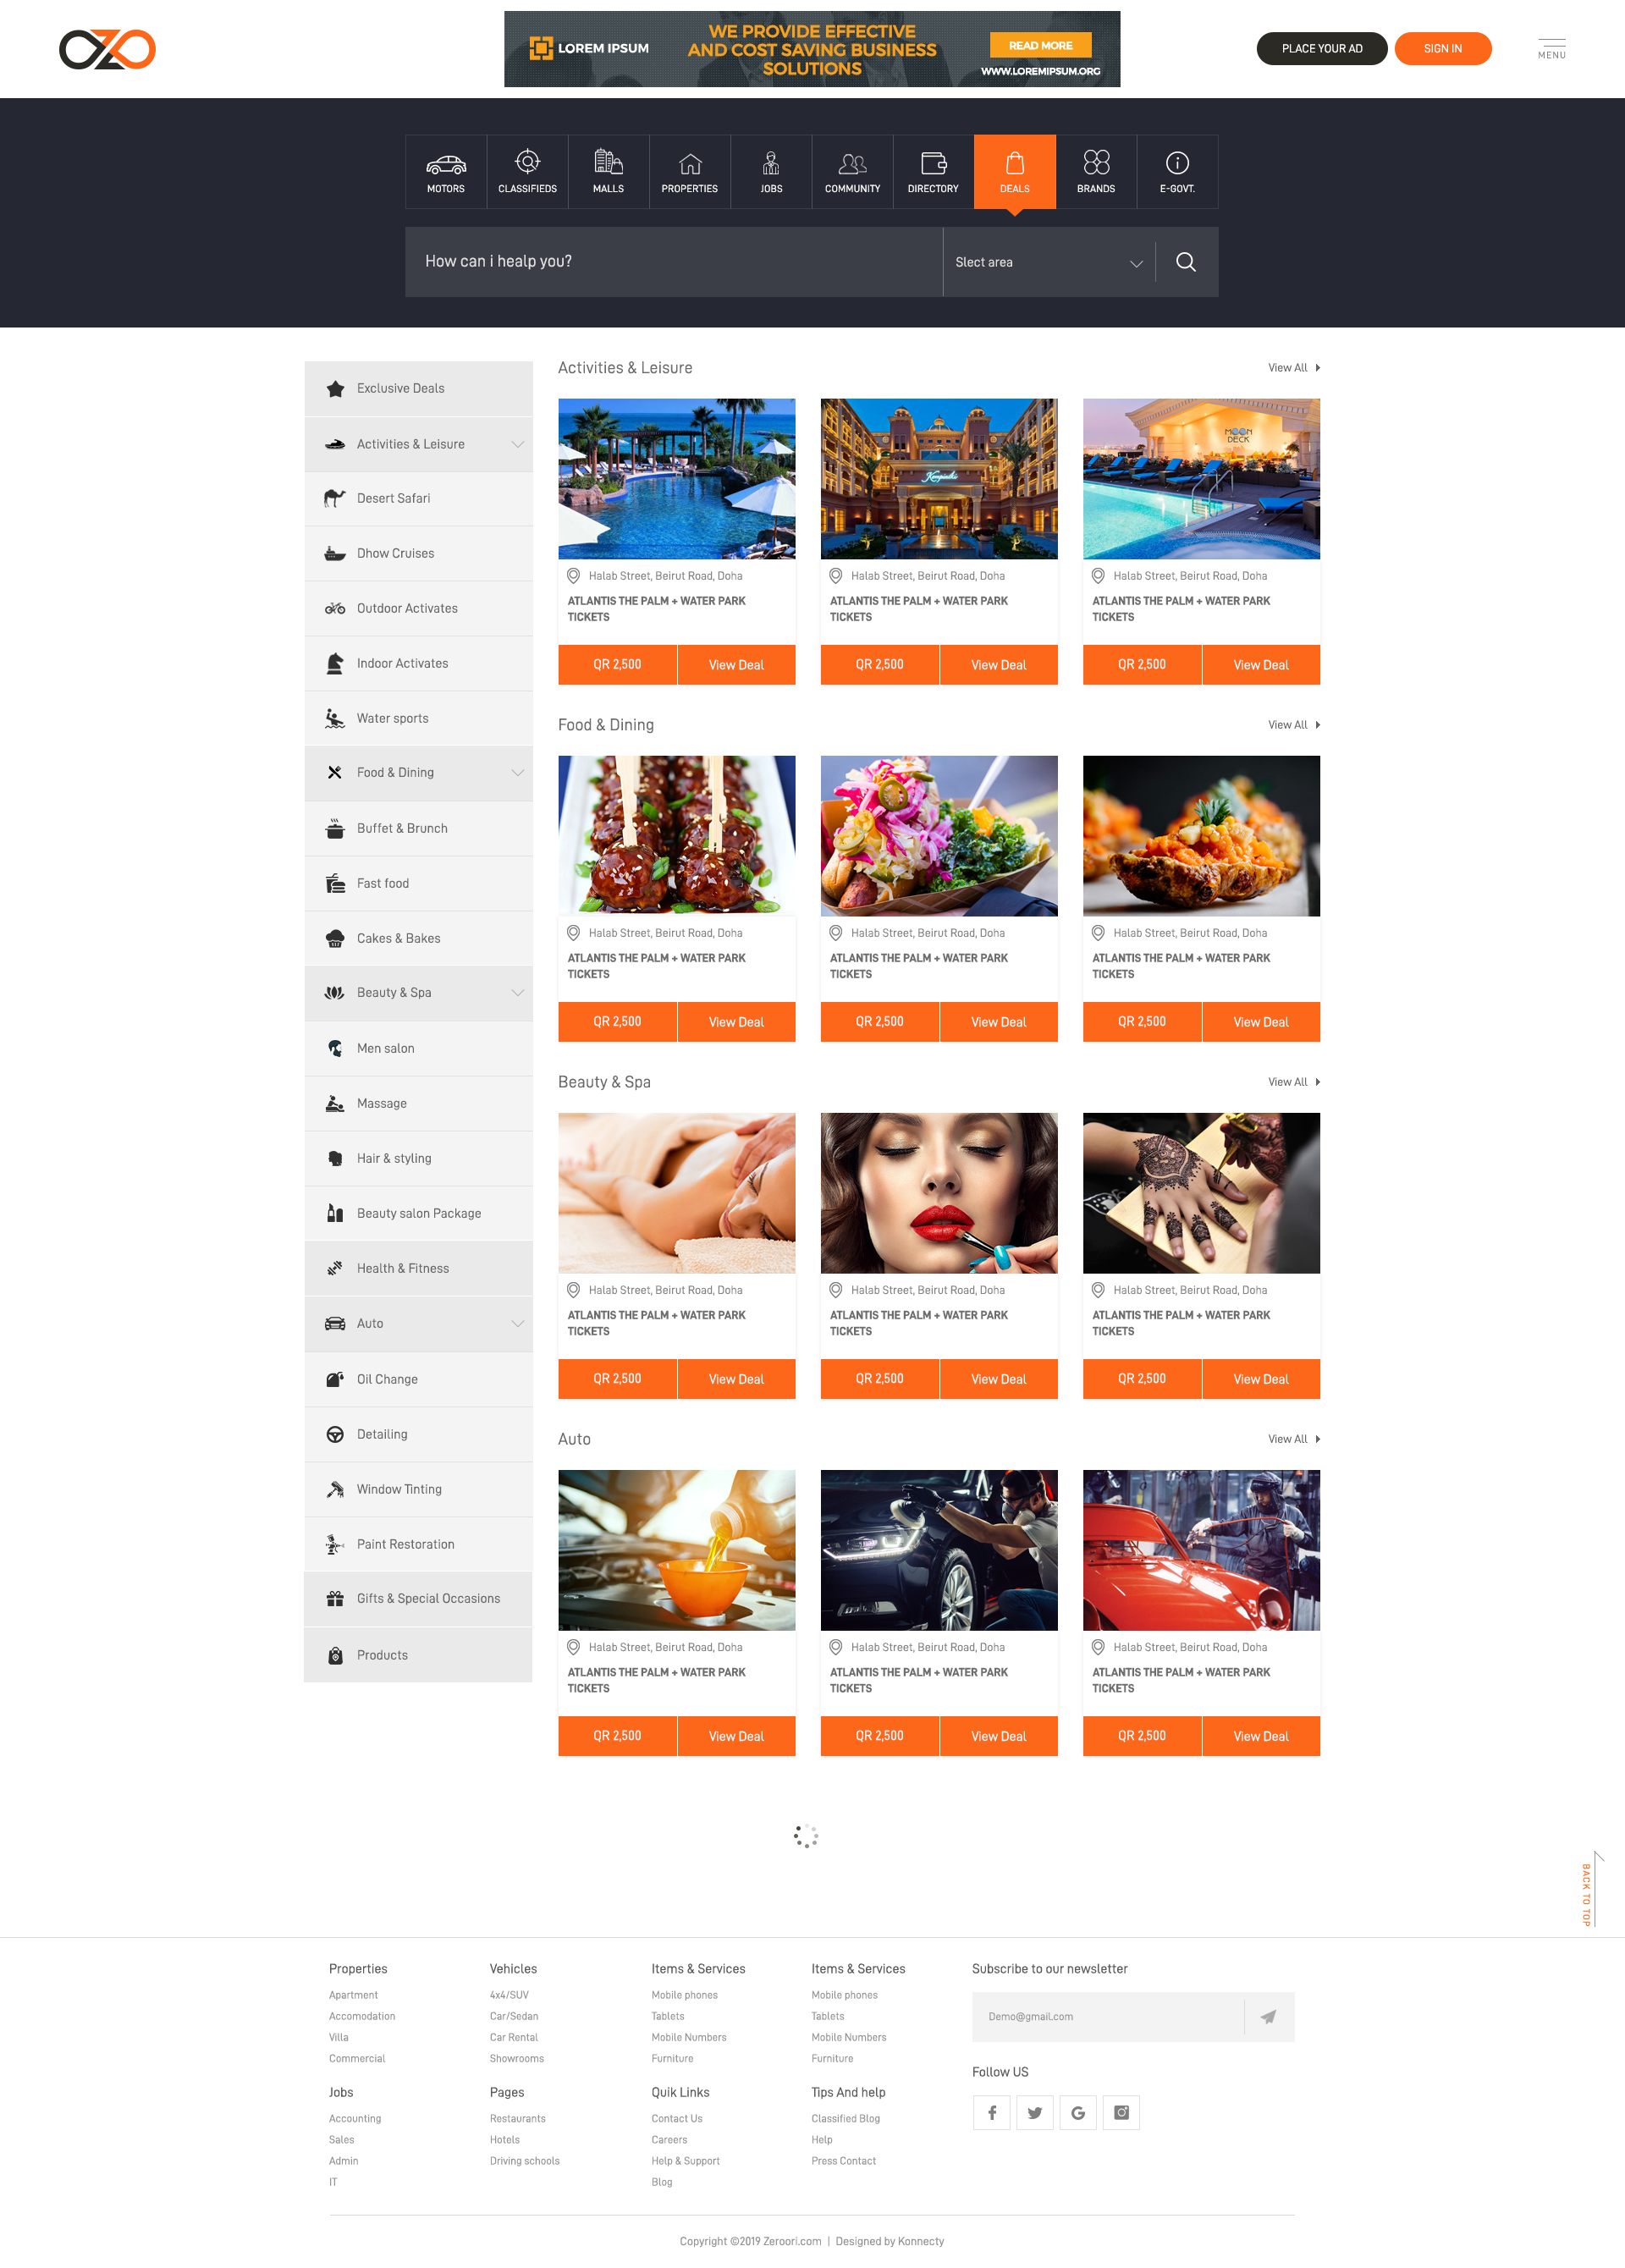 OZO
LOREM IPSUM
WE PROVIDE EFFECTIVE
AND COST SAVING BUSINESS
SOLUTIONS
READ MORE
WWW.LOREMIPSUM.ORG
PLACE YOUR AD
SIGN IN
MENU
MOTORS
CLASSIFIEDS
MALLS
PROPERTIES
JOBS
COMMUNITY
DIRECTORY
DEALS
BRANDS
E-GOVT.
How can i healp you?
Slect area
Exclusive Deals
Activities & Leisure
Desert Safari
Dhow Cruises
Outdoor Activates
Indoor Activates
Water sports
Food & Dining
Buffet & Brunch
Fast food
Cakes & Bakes
Beauty & Spa
Men salon
Massage
Hair & styling
Beauty salon Package
Health & Fitness
Auto
Oil Change
Detailing
Window Tinting
Paint Restoration
Gifts & Special Occasions
Products
Activities & Leisure
View All
Kempinski
MOON
DECK
Halab Street, Beirut Road, Doha
ATLANTIS THE PALM + WATER PARK
TICKETS
QR 2,500
View Deal
Halab Street, Beirut Road, Doha
ATLANTIS THE PALM + WATER PARK
TICKETS
QR 2,500
View Deal
Halab Street, Beirut Road, Doha
ATLANTIS THE PALM + WATER PARK
TICKETS
QR 2,500
View Deal
Food & Dining
View All
Halab Street, Beirut Road, Doha
ATLANTIS THE PALM + WATER PARK
TICKETS
QR 2,500
View Deal
Halab Street, Beirut Road, Doha
ATLANTIS THE PALM + WATER PARK
TICKETS
QR 2,500
View Deal
Halab Street, Beirut Road, Doha
ATLANTIS THE PALM + WATER PARK
TICKETS
QR 2,500
View Deal
Beauty & Spa
View All
Halab Street, Beirut Road, Doha
ATLANTIS THE PALM + WATER PARK
TICKETS
QR 2,500
View Deal
Halab Street, Beirut Road, Doha
ATLANTIS THE PALM + WATER PARK
TICKETS
QR 2,500
View Deal
Halab Street, Beirut Road, Doha
ATLANTIS THE PALM + WATER PARK
TICKETS
QR 2,500
View Deal
Auto
View All
Halab Street, Beirut Road, Doha
ATLANTIS THE PALM + WATER PARK
TICKETS
QR 2,500
View Deal
Halab Street, Beirut Road, Doha
ATLANTIS THE PALM + WATER PARK
TICKETS
QR 2,500
View Deal
Halab Street, Beirut Road, Doha
ATLANTIS THE PALM + WATER PARK
TICKETS
QR 2,500
View Deal
BACK TO TOP
Properties
Apartment
Accomodation
Villa
Commercial
Vehicles
4x4/SUV
Car/Sedan
Car Rental
Showrooms
Items & Services
Mobile phones
Tablets
Mobile Numbers
Furniture
Items & Services
Mobile phones
Tablets
Mobile Numbers
Furniture
Subscribe to our newsletter
Demo@gmail.com
Follow US
Jobs
Accounting
Sales
Admin
IT
Pages
Restaurants
Hotels
Driving schools
Quik Links
Contact Us
Careers
Help & Support
Blog
Tips And help
Classified Blog
Help
Press Contact
Copyright ©2019 Zeroori.com | Designed by Konnecty